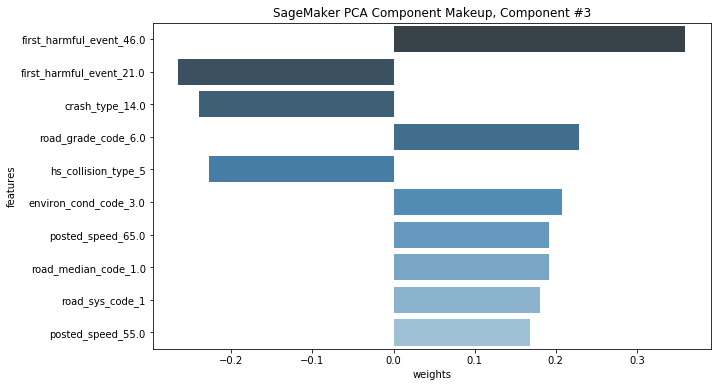 SageMaker PCA Component Makeup, Component #3
first_harmful_event_46.0
first_harmful_event_21.0
crash_type_14.0
road_grade_code_6.0
hs_collision_type_5
environ_cond_code_3.0
posted_speed_65.0
road_median_code_1.0
road_sys_code_1
posted_speed_55.0
features
−0.2 −0.1 0.0 0.1 0.2 0.3
weights